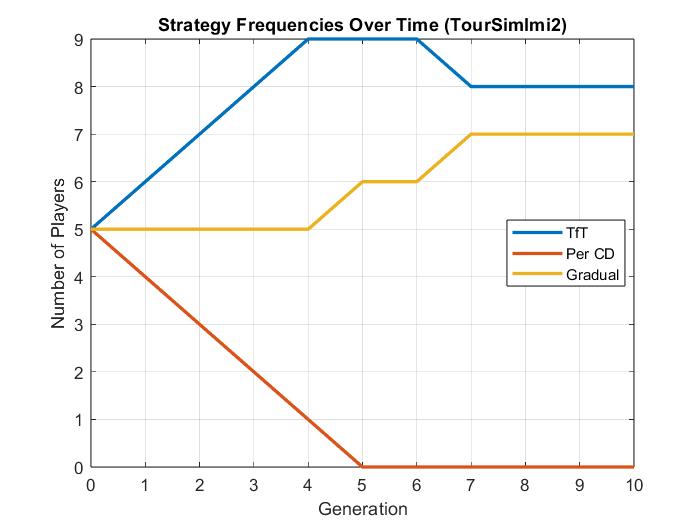 Strategy Frequencies Over Time (TourSimImi2)
9
8
7
6
5
4
3
2
1
0
Number of Players
TfT
Per CD
Gradual
0 1 2 3 4 5 6 7 8 9 10
Generation